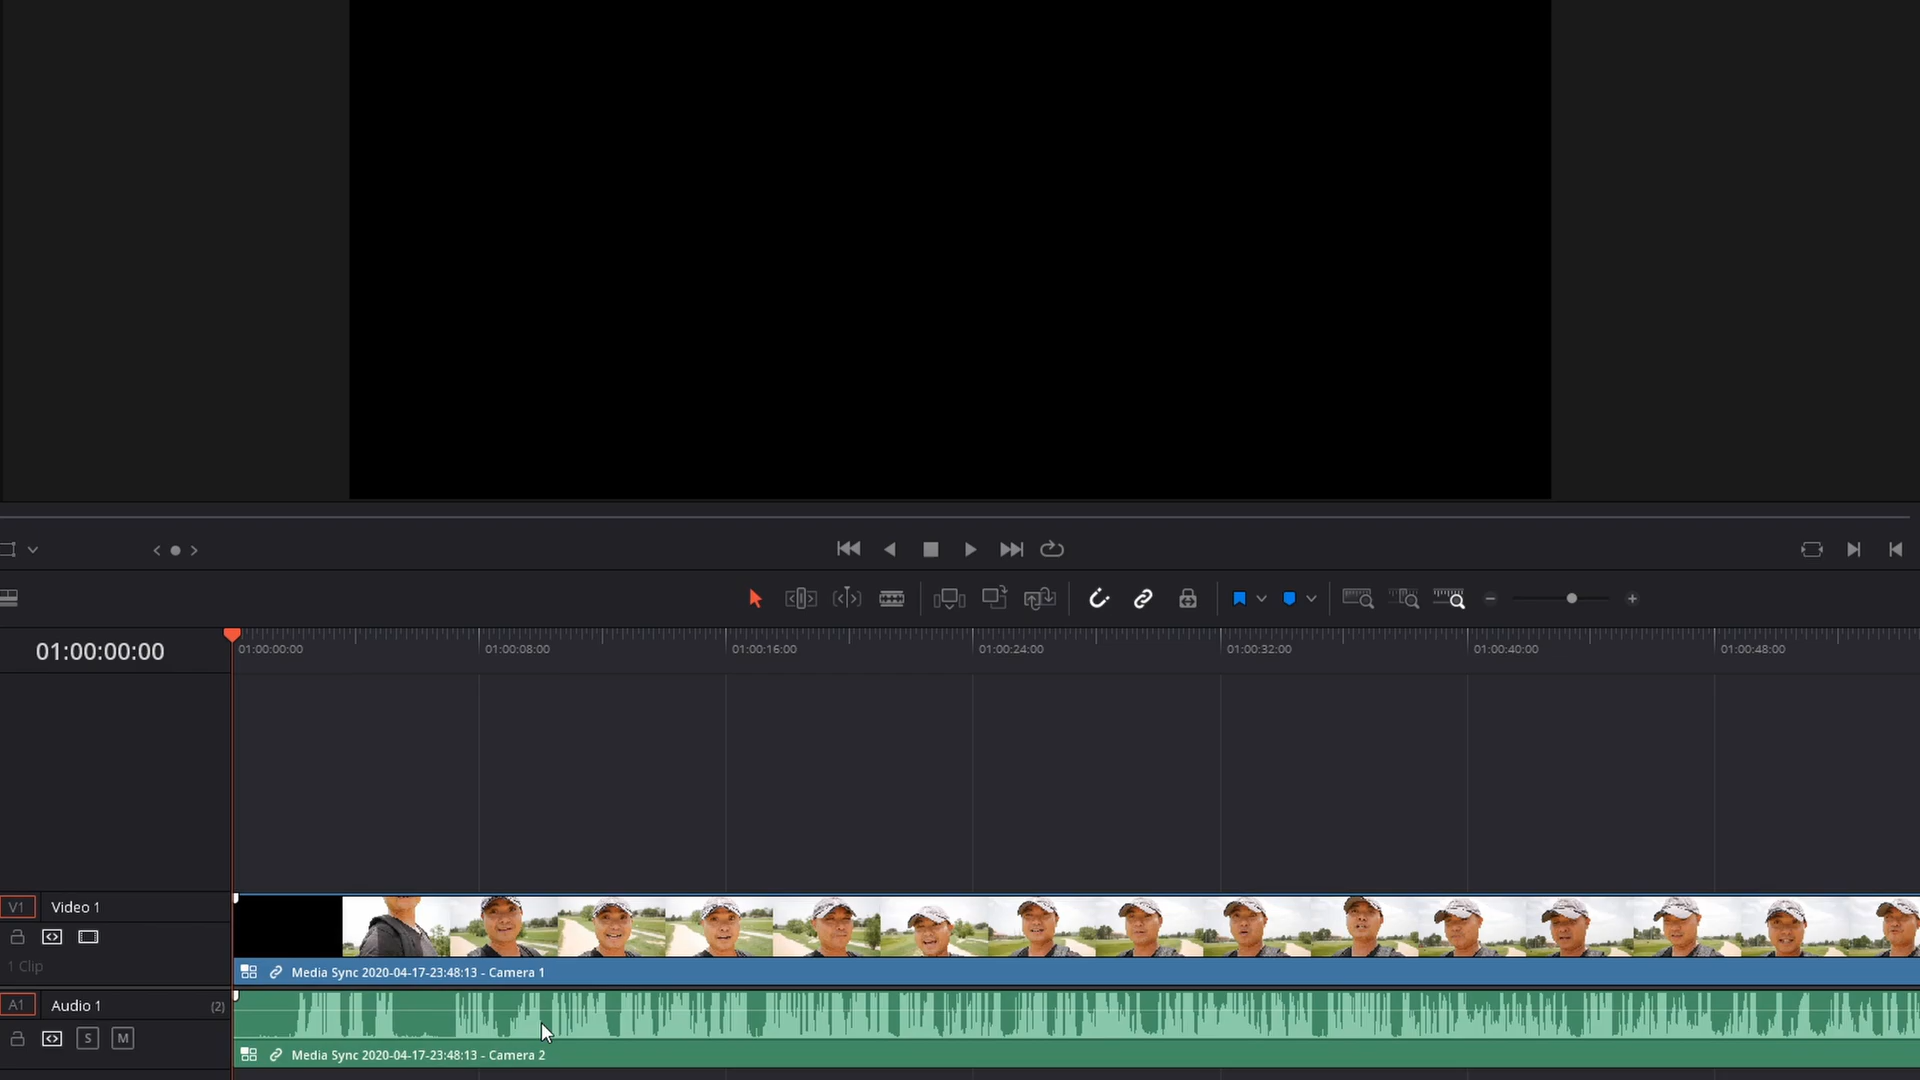 01:00:00:00
01:00:00:00
01:00:08:00
01:00:16:00
01:00:24:00
01:00:32:00
01:00:40:00
01:00:48:00
V1 Video 1
1 Clip
Media Sync 2020-04-17-23:48:13 - Camera 1
A1 Audio 1 (2)
S M
Media Sync 2020-04-17-23:48:13 - Camera 2